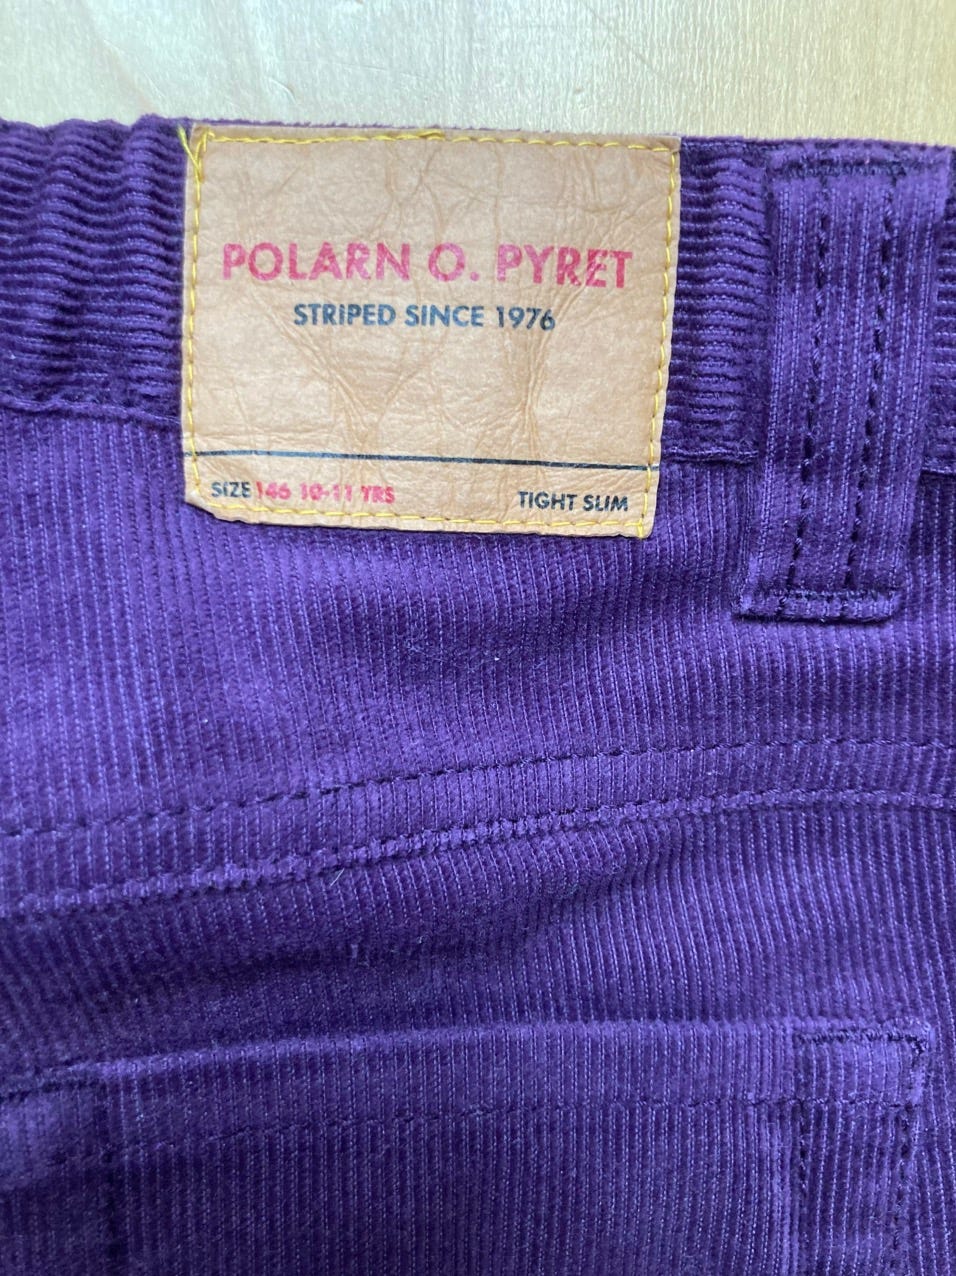 POLARN O. PYRET
STRIPED SINCE 1976
SIZE 146 10-11 YRS TIGHT SLIM